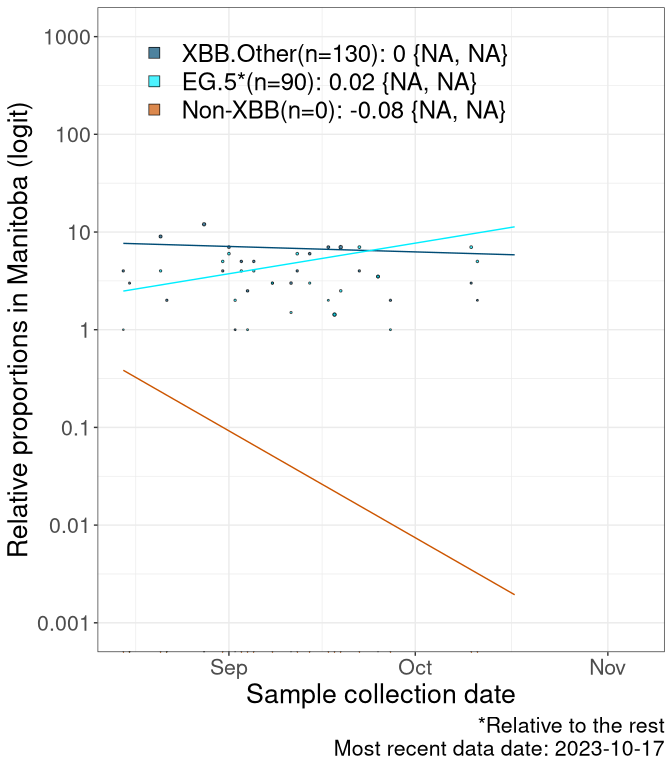 XBB.Other(n=130): 0 {NA, NA}
EG.5*(n=90): 0.02 {NA, NA}
Non-XBB(n=0): -0.08 {NA, NA}
Relative proportions in Manitoba (logit)
1000
100
10
1
0.1
0.01
0.001
Sep Oct Nov
Sample collection date
*Relative to the rest
Most recent data date: 2023-10-17